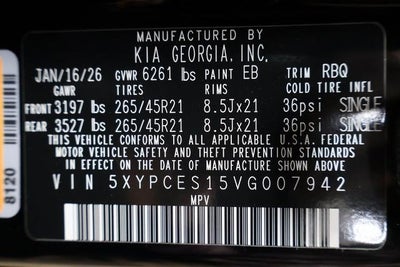 MANUFACTURED BY
KIA GEORGIA, INC.
JAN/16/26 GVWR 6261 lbs PAINT EB TRIM RBQ
GAWR TIRES RIMS COLD TIRE INFL
FRONT 3197 lbs 265/45R21 8.5Jx21 36psi SINGLE
REAR 3527 lbs 265/45R21 8.5Jx21 36psi SINGLE
THIS VEHICLE CONFORMS TO ALL APPLICABLE U.S.A. FEDERAL
MOTOR VEHICLE SAFETY AND THEFT PREVENTION STANDARDS
IN EFFECT ON THE DATE OF MANUFACTURE SHOWN ABOVE
VIN 5XYPCES15VG007942
MPV
8120